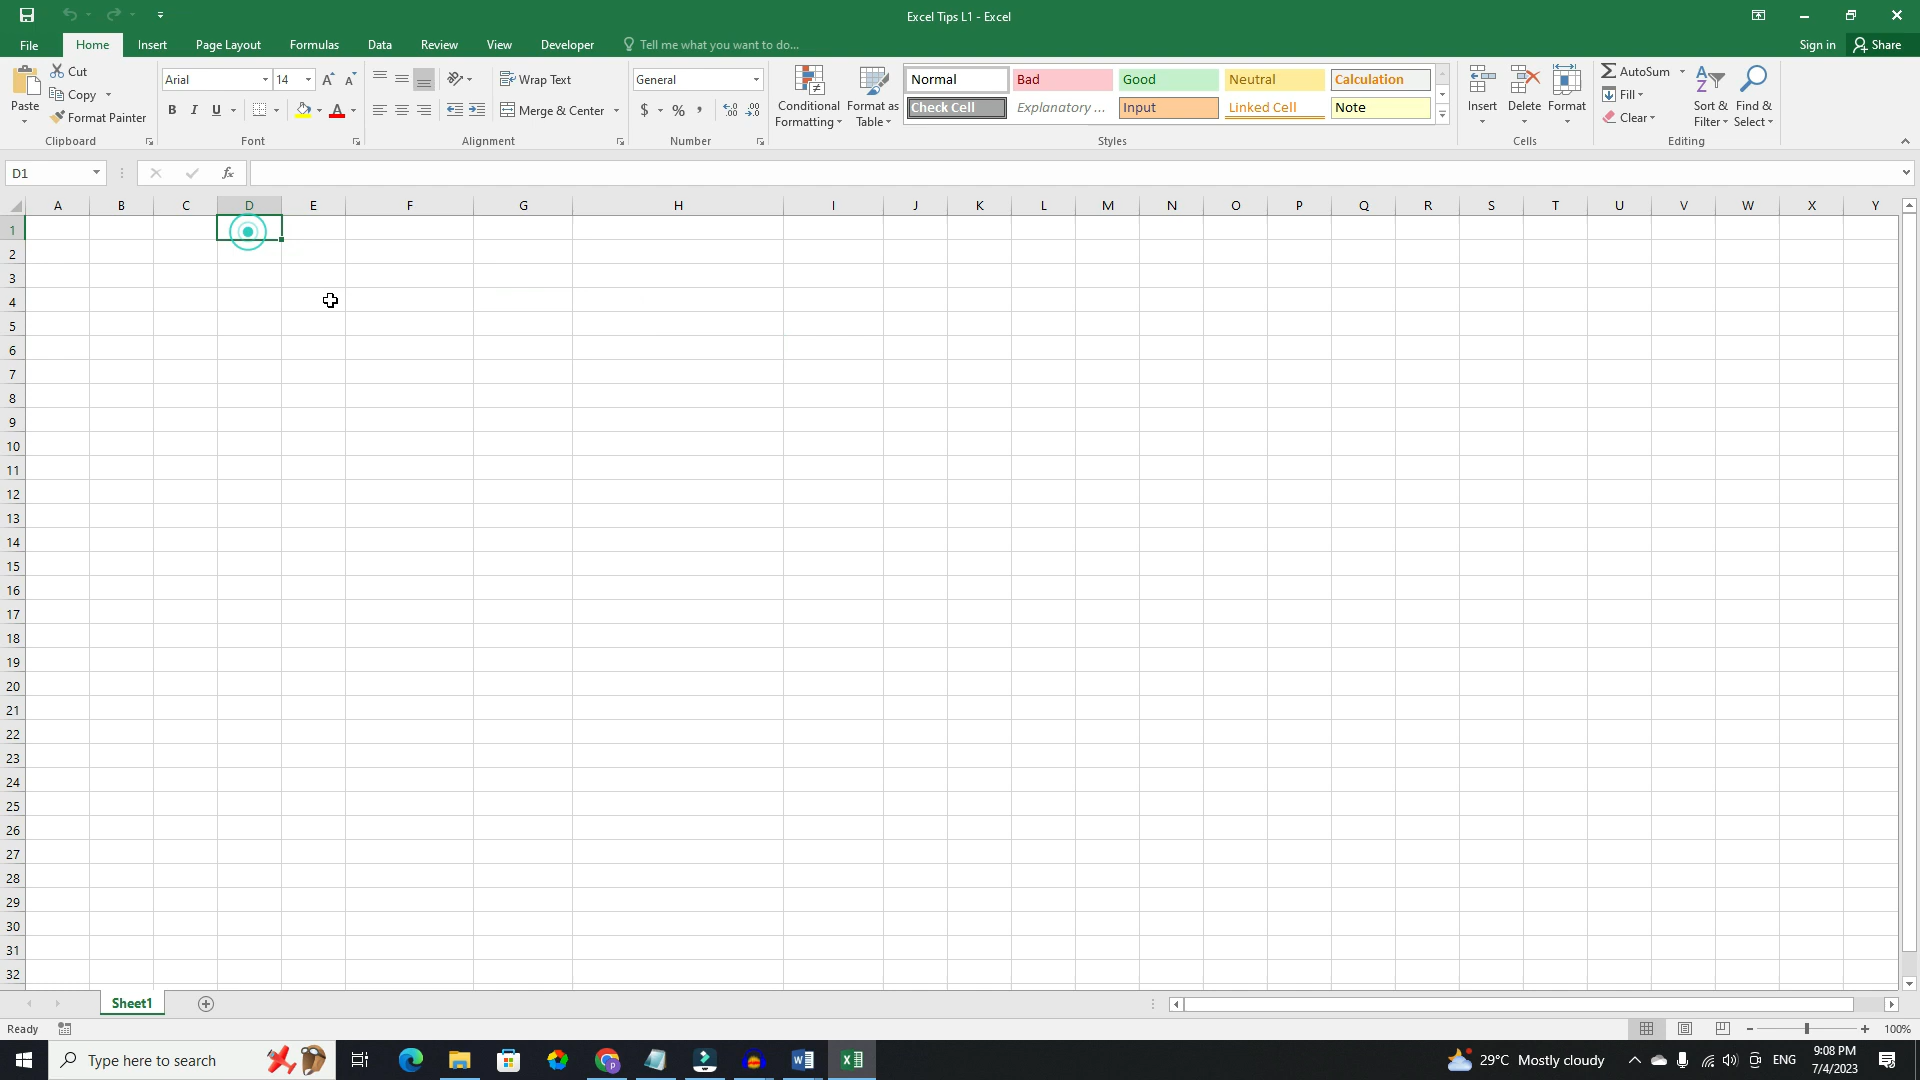 Excel Tips L1 - Excel
File Home Insert Page Layout Formulas Data Review View Developer Tell me what you want to do... Sign in Share
Paste
Cut
Copy
Format Painter
Clipboard
Arial 14
B I U A
Font
Wrap Text
Merge & Center
Alignment
General
$ % ,
Number
Conditional Formatting
Format as Table
Normal Bad Good Neutral Calculation
Check Cell Explanatory ... Input Linked Cell Note
Styles
Insert Delete Format
Cells
AutoSum
Fill
Clear
Sort & Filter
Find & Select
Editing
D1 fx
A B C D E F G H I J K L M N O P Q R S T U V W X Y
1
2
3
4
5
6
7
8
9
10
11
12
13
14
15
16
17
18
19
20
21
22
23
24
25
26
27
28
29
30
31
32
Sheet1
Ready 100%
Type here to search 29°C Mostly cloudy ENG 9:08 PM
7/4/2023